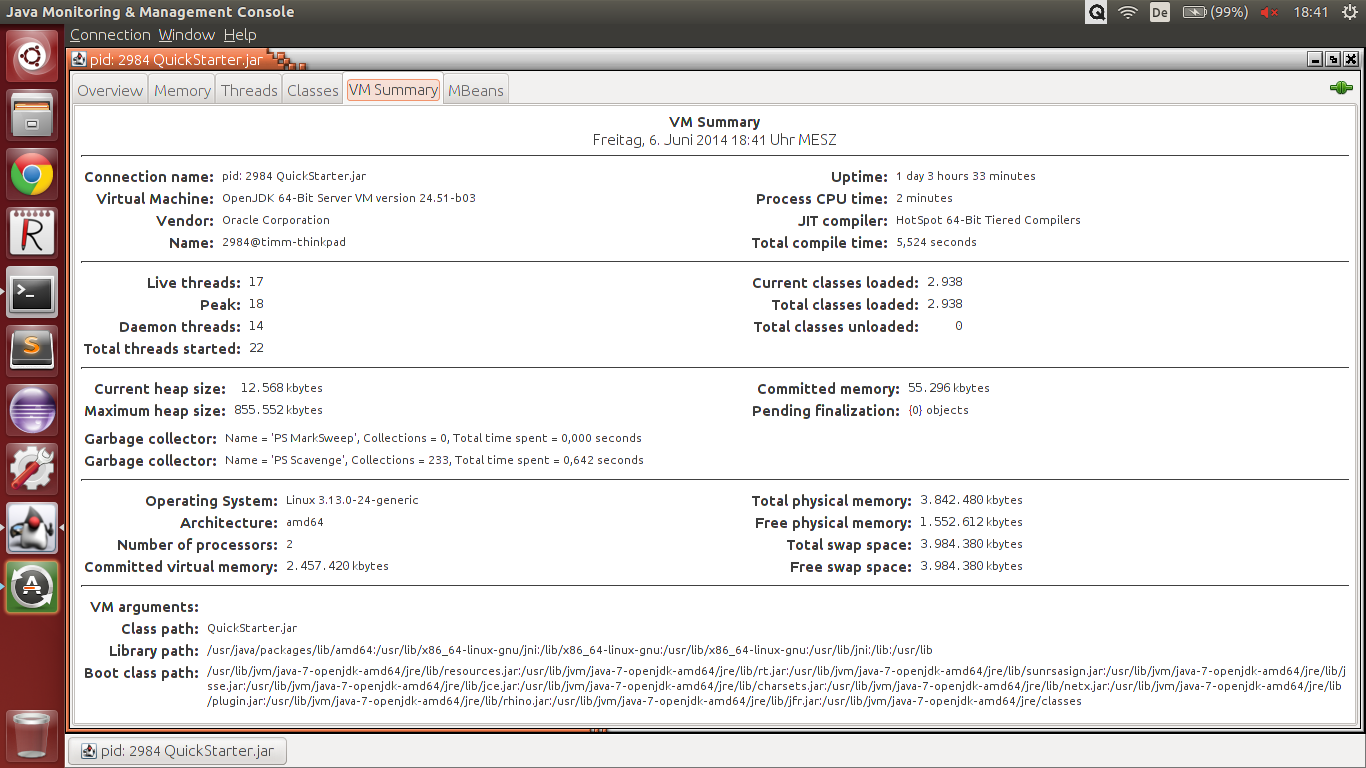 Java Monitoring & Management Console
De
(99%)
18:41
Connection Window Help
pid: 2984 QuickStarter.jar
Overview Memory Threads Classes VM Summary MBeans
VM Summary
Freitag, 6. Juni 2014 18:41 Uhr MESZ
Connection name: pid: 2984 QuickStarter.jar
Virtual Machine: OpenJDK 64-Bit Server VM version 24.51-b03
Vendor: Oracle Corporation
Name: 2984@timm-thinkpad
Uptime: 1 day 3 hours 33 minutes
Process CPU time: 2 minutes
JIT compiler: HotSpot 64-Bit Tiered Compilers
Total compile time: 5,524 seconds
Live threads: 17
Peak: 18
Daemon threads: 14
Total threads started: 22
Current classes loaded: 2.938
Total classes loaded: 2.938
Total classes unloaded: 0
Current heap size: 12.568 kbytes
Maximum heap size: 855.552 kbytes
Committed memory: 55.296 kbytes
Pending finalization: {0} objects
Garbage collector: Name = 'PS MarkSweep', Collections = 0, Total time spent = 0,000 seconds
Garbage collector: Name = 'PS Scavenge', Collections = 233, Total time spent = 0,642 seconds
Operating System: Linux 3.13.0-24-generic
Architecture: amd64
Number of processors: 2
Committed virtual memory: 2.457.420 kbytes
Total physical memory: 3.842.480 kbytes
Free physical memory: 1.552.612 kbytes
Total swap space: 3.984.380 kbytes
Free swap space: 3.984.380 kbytes
VM arguments:
Class path: QuickStarter.jar
Library path: /usr/java/packages/lib/amd64:/usr/lib/x86_64-linux-gnu/jni:/lib/x86_64-linux-gnu:/usr/lib/x86_64-linux-gnu:/usr/lib/jni:/lib:/usr/lib
Boot class path: /usr/lib/jvm/java-7-openjdk-amd64/jre/lib/resources.jar:/usr/lib/jvm/java-7-openjdk-amd64/jre/lib/rt.jar:/usr/lib/jvm/java-7-openjdk-amd64/jre/lib/sunrsasign.jar:/usr/lib/jvm/java-7-openjdk-amd64/jre/lib/j
sse.jar:/usr/lib/jvm/java-7-openjdk-amd64/jre/lib/jce.jar:/usr/lib/jvm/java-7-openjdk-amd64/jre/lib/charsets.jar:/usr/lib/jvm/java-7-openjdk-amd64/jre/lib/netx.jar:/usr/lib/jvm/java-7-openjdk-amd64/jre/lib
/plugin.jar:/usr/lib/jvm/java-7-openjdk-amd64/jre/lib/rhino.jar:/usr/lib/jvm/java-7-openjdk-amd64/jre/lib/jfr.jar:/usr/lib/jvm/java-7-openjdk-amd64/jre/classes
pid: 2984 QuickStarter.jar